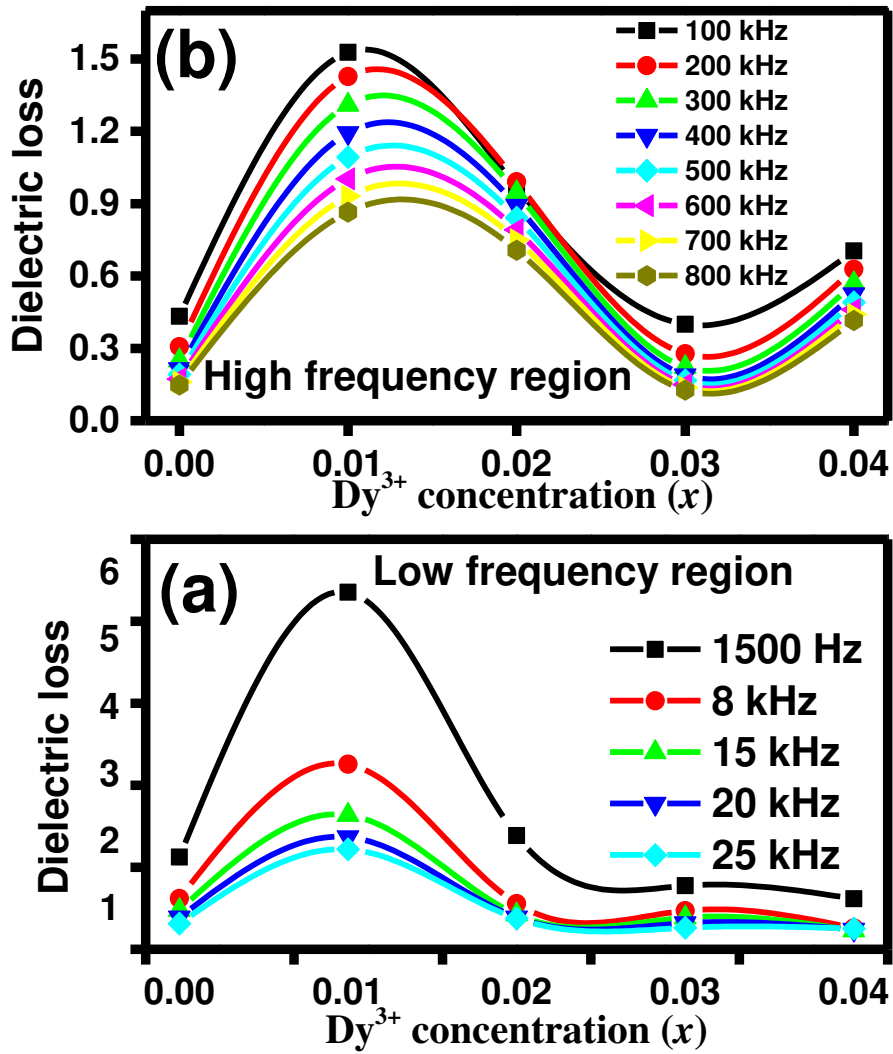 (b)
100 kHz
200 kHz
300 kHz
400 kHz
500 kHz
600 kHz
700 kHz
800 kHz
Dielectric loss
1.5
1.2
0.9
0.6
0.3
0.0
High frequency region
0.00 0.01 0.02 0.03 0.04
Dy³⁺ concentration (x)
(a)
Low frequency region
1500 Hz
8 kHz
15 kHz
20 kHz
25 kHz
Dielectric loss
6
5
4
3
2
1
0.00 0.01 0.02 0.03 0.04
Dy³⁺ concentration (x)